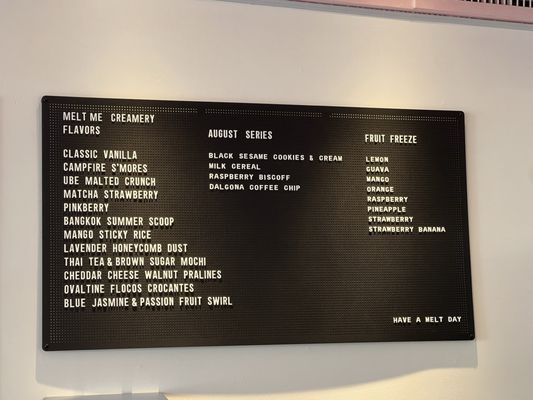 MELT ME CREAMERY
FLAVORS
CLASSIC VANILLA
CAMPFIRE S'MORES
UBE MALTED CRUNCH
MATCHA STRAWBERRY
PINKBERRY
BANGKOK SUMMER SCOOP
MANGO STICKY RICE
LAVENDER HONEYCOMB DUST
THAI TEA & BROWN SUGAR MOCHI
CHEDDAR CHEESE WALNUT PRALINES
OVALTINE FLOCOS CROCANTES
BLUE JASMINE & PASSION FRUIT SWIRL
AUGUST SERIES
BLACK SESAME COOKIES & CREAM
MILK CEREAL
RASPBERRY BISCOFF
DALGONA COFFEE CHIP
FRUIT FREEZE
LEMON
GUAVA
MANGO
ORANGE
RASPBERRY
PINEAPPLE
STRAWBERRY
STRAWBERRY BANANA
HAVE A MELT DAY